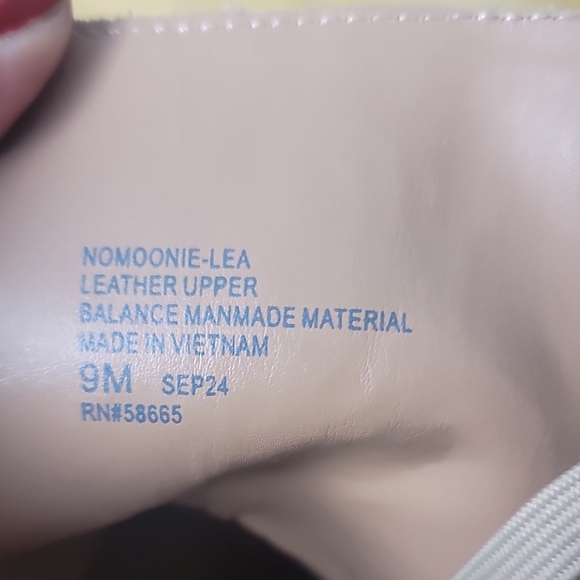 NOMOONIE-LEA
LEATHER UPPER
BALANCE MANMADE MATERIAL
MADE IN VIETNAM
9M SEP24
RN#58665